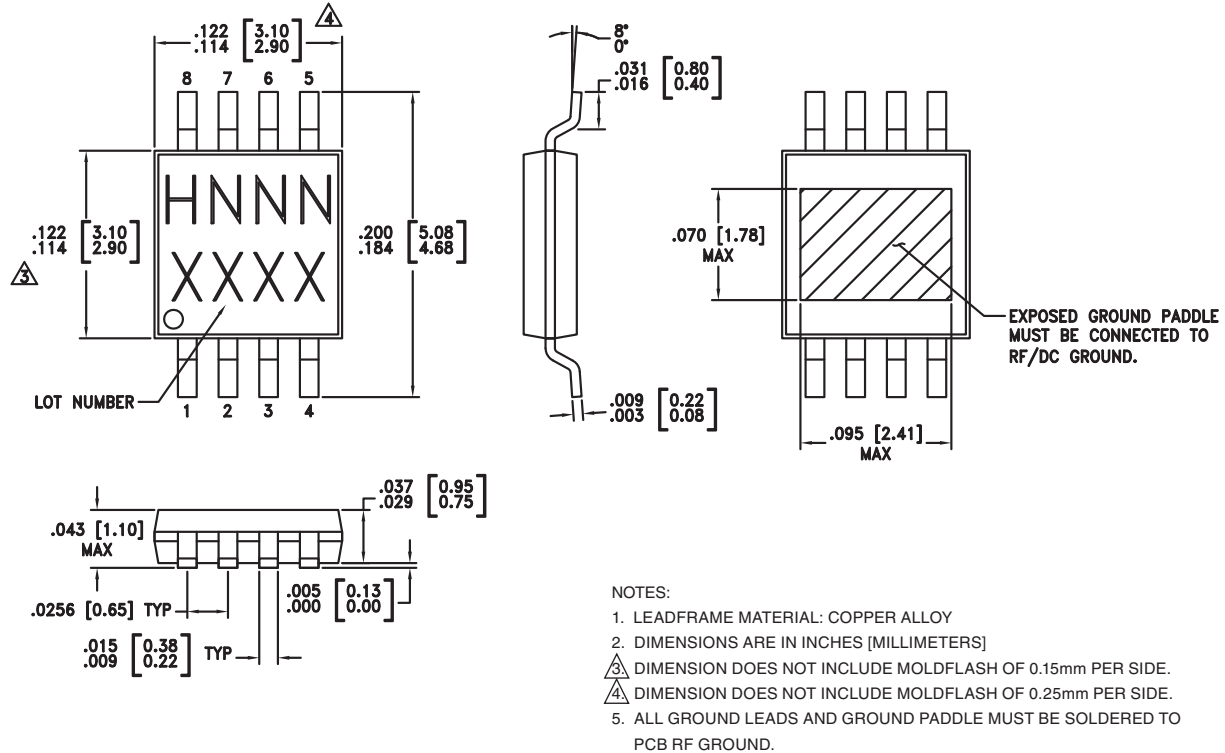 .122 [3.10]
.114 [2.90]
4
8 7 6 5
HNNN
XXXX
.122 [3.10]
.114 [2.90]
3
.200 [5.08]
.184 [4.68]
LOT NUMBER
1 2 3 4
8°
0°
.031 [0.80]
.016 [0.40]
.009 [0.22]
.003 [0.08]
.070 [1.78]
MAX
EXPOSED GROUND PADDLE
MUST BE CONNECTED TO
RF/DC GROUND.
.095 [2.41]
MAX
.037 [0.95]
.029 [0.75]
.043 [1.10]
MAX
.005 [0.13]
.000 [0.00]
.0256 [0.65] TYP
.015 [0.38]
.009 [0.22]
TYP
NOTES:
1. LEADFRAME MATERIAL: COPPER ALLOY
2. DIMENSIONS ARE IN INCHES [MILLIMETERS]
3. DIMENSION DOES NOT INCLUDE MOLDFLASH OF 0.15mm PER SIDE.
4. DIMENSION DOES NOT INCLUDE MOLDFLASH OF 0.25mm PER SIDE.
5. ALL GROUND LEADS AND GROUND PADDLE MUST BE SOLDERED TO
PCB RF GROUND.